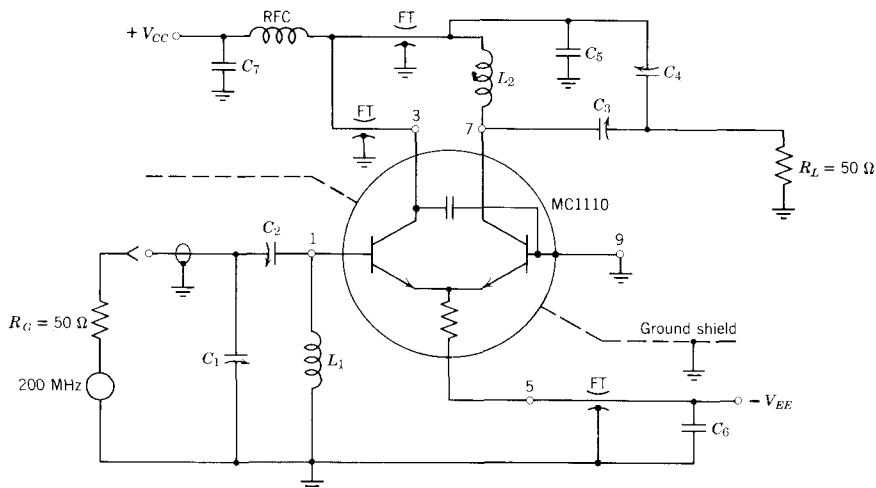 RFC
FT
+ V_CC
C_7
C_5
C_4
L_2
FT
3
7
C_3
R_L = 50 Ω
MC1110
C_2
1
9
R_G = 50 Ω
C_1
L_1
Ground shield
200 MHz
5
FT
- V_EE
C_6